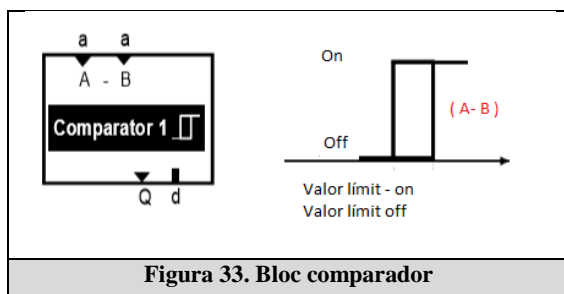 a a
A - B
Comparator 1
Q d
On
( A- B )
Off
Valor límit - on
Valor límit off
Figura 33. Bloc comparador